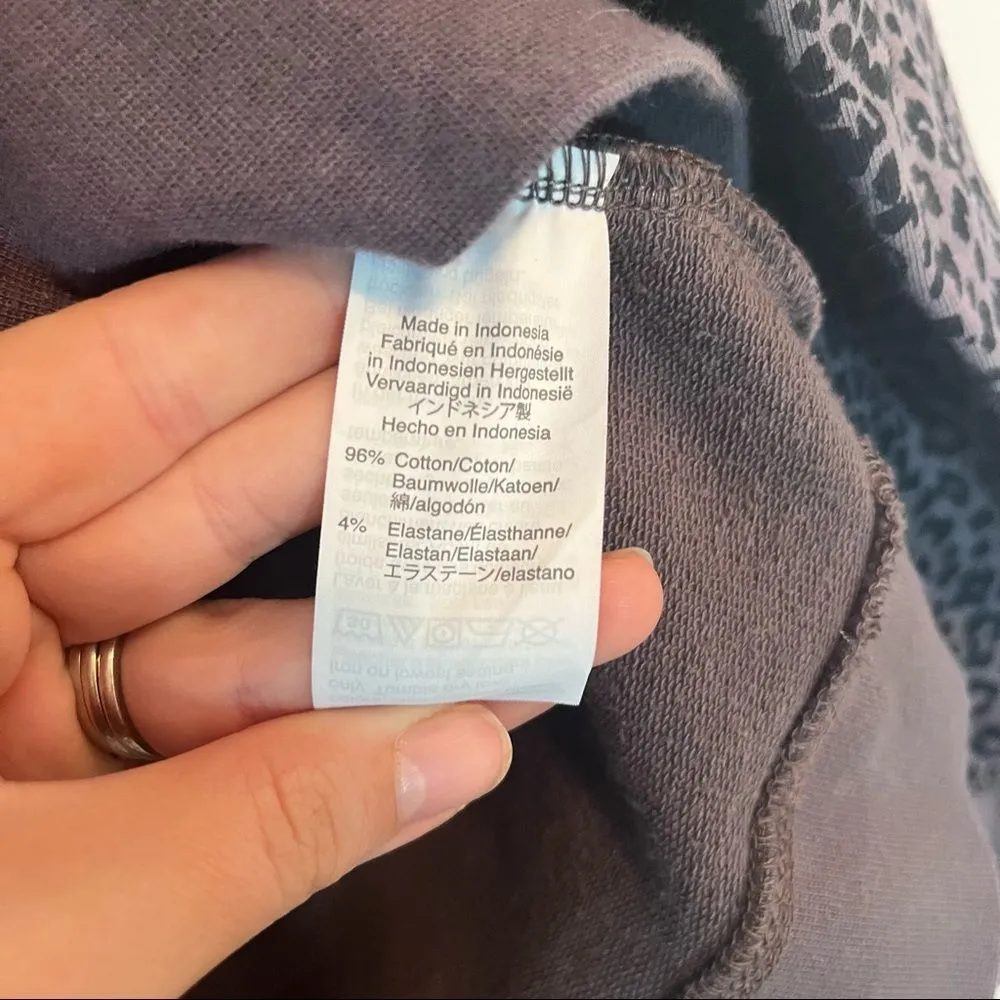 Made in Indonesia
Fabriqué en Indonésie
in Indonesien Hergestellt
Vervaardigd in Indonesië
インドネシア製
Hecho en Indonesia
96% Cotton/Coton/
Baumwolle/Katoen/
綿/algodón
4% Elastane/Élasthanne/
Elastan/Elastaan/
エラステーン/elastano